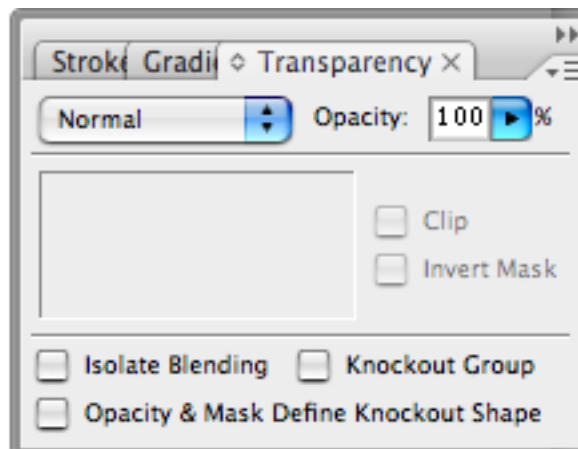 Stroke Gradi Transparency
Normal Opacity: 100 %
Clip
Invert Mask
Isolate Blending Knockout Group
Opacity & Mask Define Knockout Shape